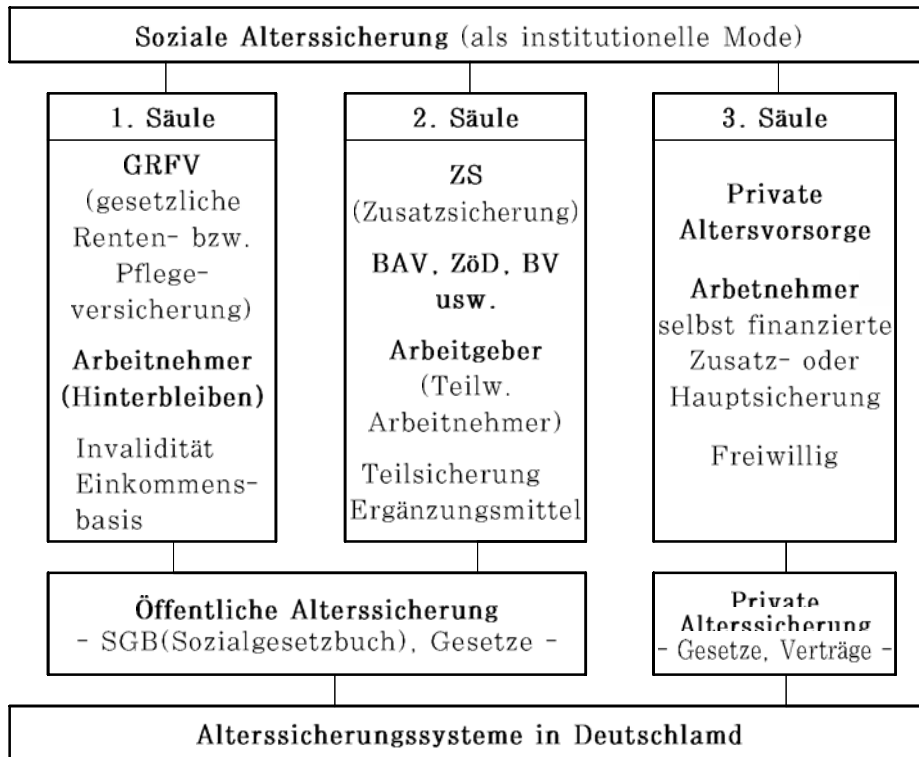 Soziale Alterssicherung (als institutionelle Mode)
1. Säule
GRFV
(gesetzliche
Renten- bzw.
Pflege-
versicherung)
Arbeitnehmer
(Hinterbleiben)
Invalidität
Einkommens-
basis
2. Säule
ZS
(Zusatzsicherung)
BAV, ZöD, BV
usw.
Arbeitgeber
(Teilw.
Arbeitnehmer)
Teilsicherung
Ergänzungsmittel
3. Säule
Private
Altersvorsorge
Arbetnehmer
selbst finanzierte
Zusatz- oder
Hauptsicherung
Freiwillig
Öffentliche Alterssicherung
- SGB(Sozialgesetzbuch), Gesetze -
Private
Alterssicherung
- Gesetze, Verträge -
Alterssicherungssysteme in Deutschlamd